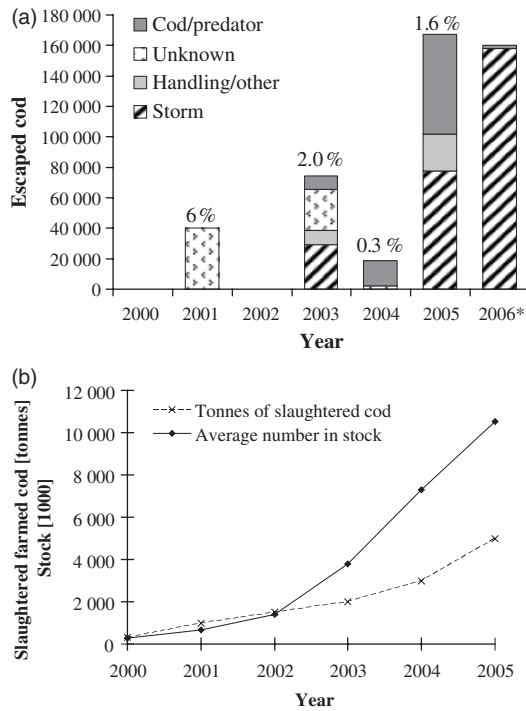 (a)
180 000
160 000
140 000
120 000
100 000
80 000
60 000
40 000
20 000
0
Escaped cod
Cod/predator
Unknown
Handling/other
Storm
6 %
2.0 %
0.3 %
1.6 %
2000 2001 2002 2003 2004 2005 2006*
Year
(b)
12 000
10 000
8 000
6 000
4 000
2 000
0
Slaughtered farmed cod [tonnes]
Stock [1000]
Tonnes of slaughtered cod
Average number in stock
2000 2001 2002 2003 2004 2005
Year